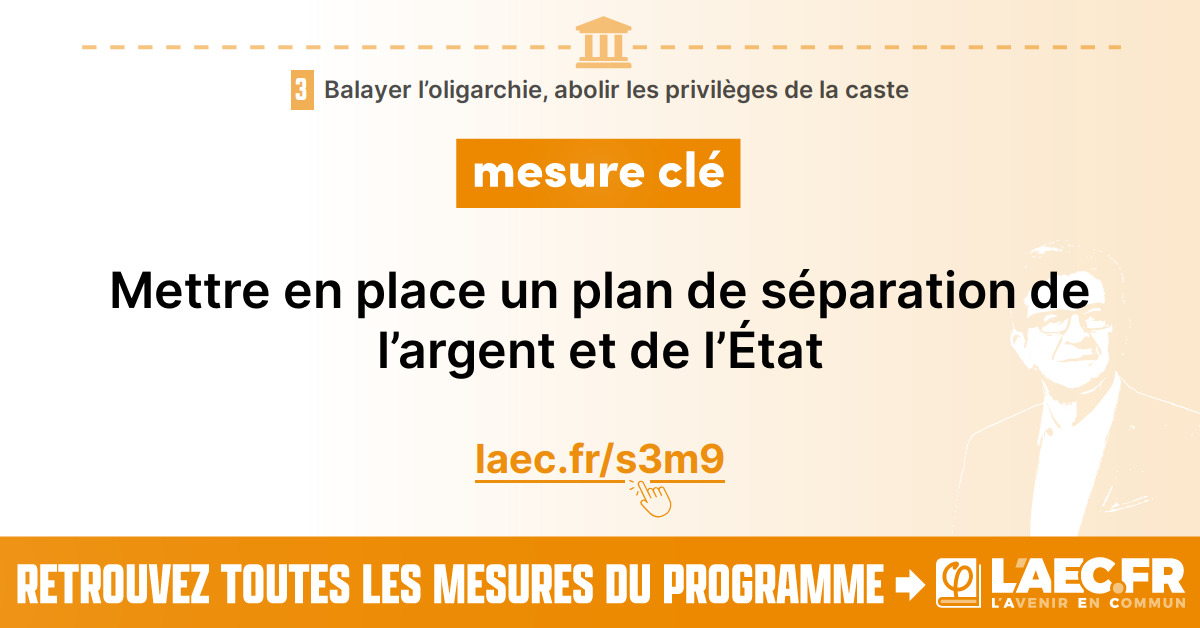 3 Balayer l’oligarchie, abolir les privilèges de la caste
mesure clé
Mettre en place un plan de séparation de
l’argent et de l’État
laec.fr/s3m9
RETROUVEZ TOUTES LES MESURES DU PROGRAMME
φ
L'AEC.FR
L'AVENIR EN COMMUN